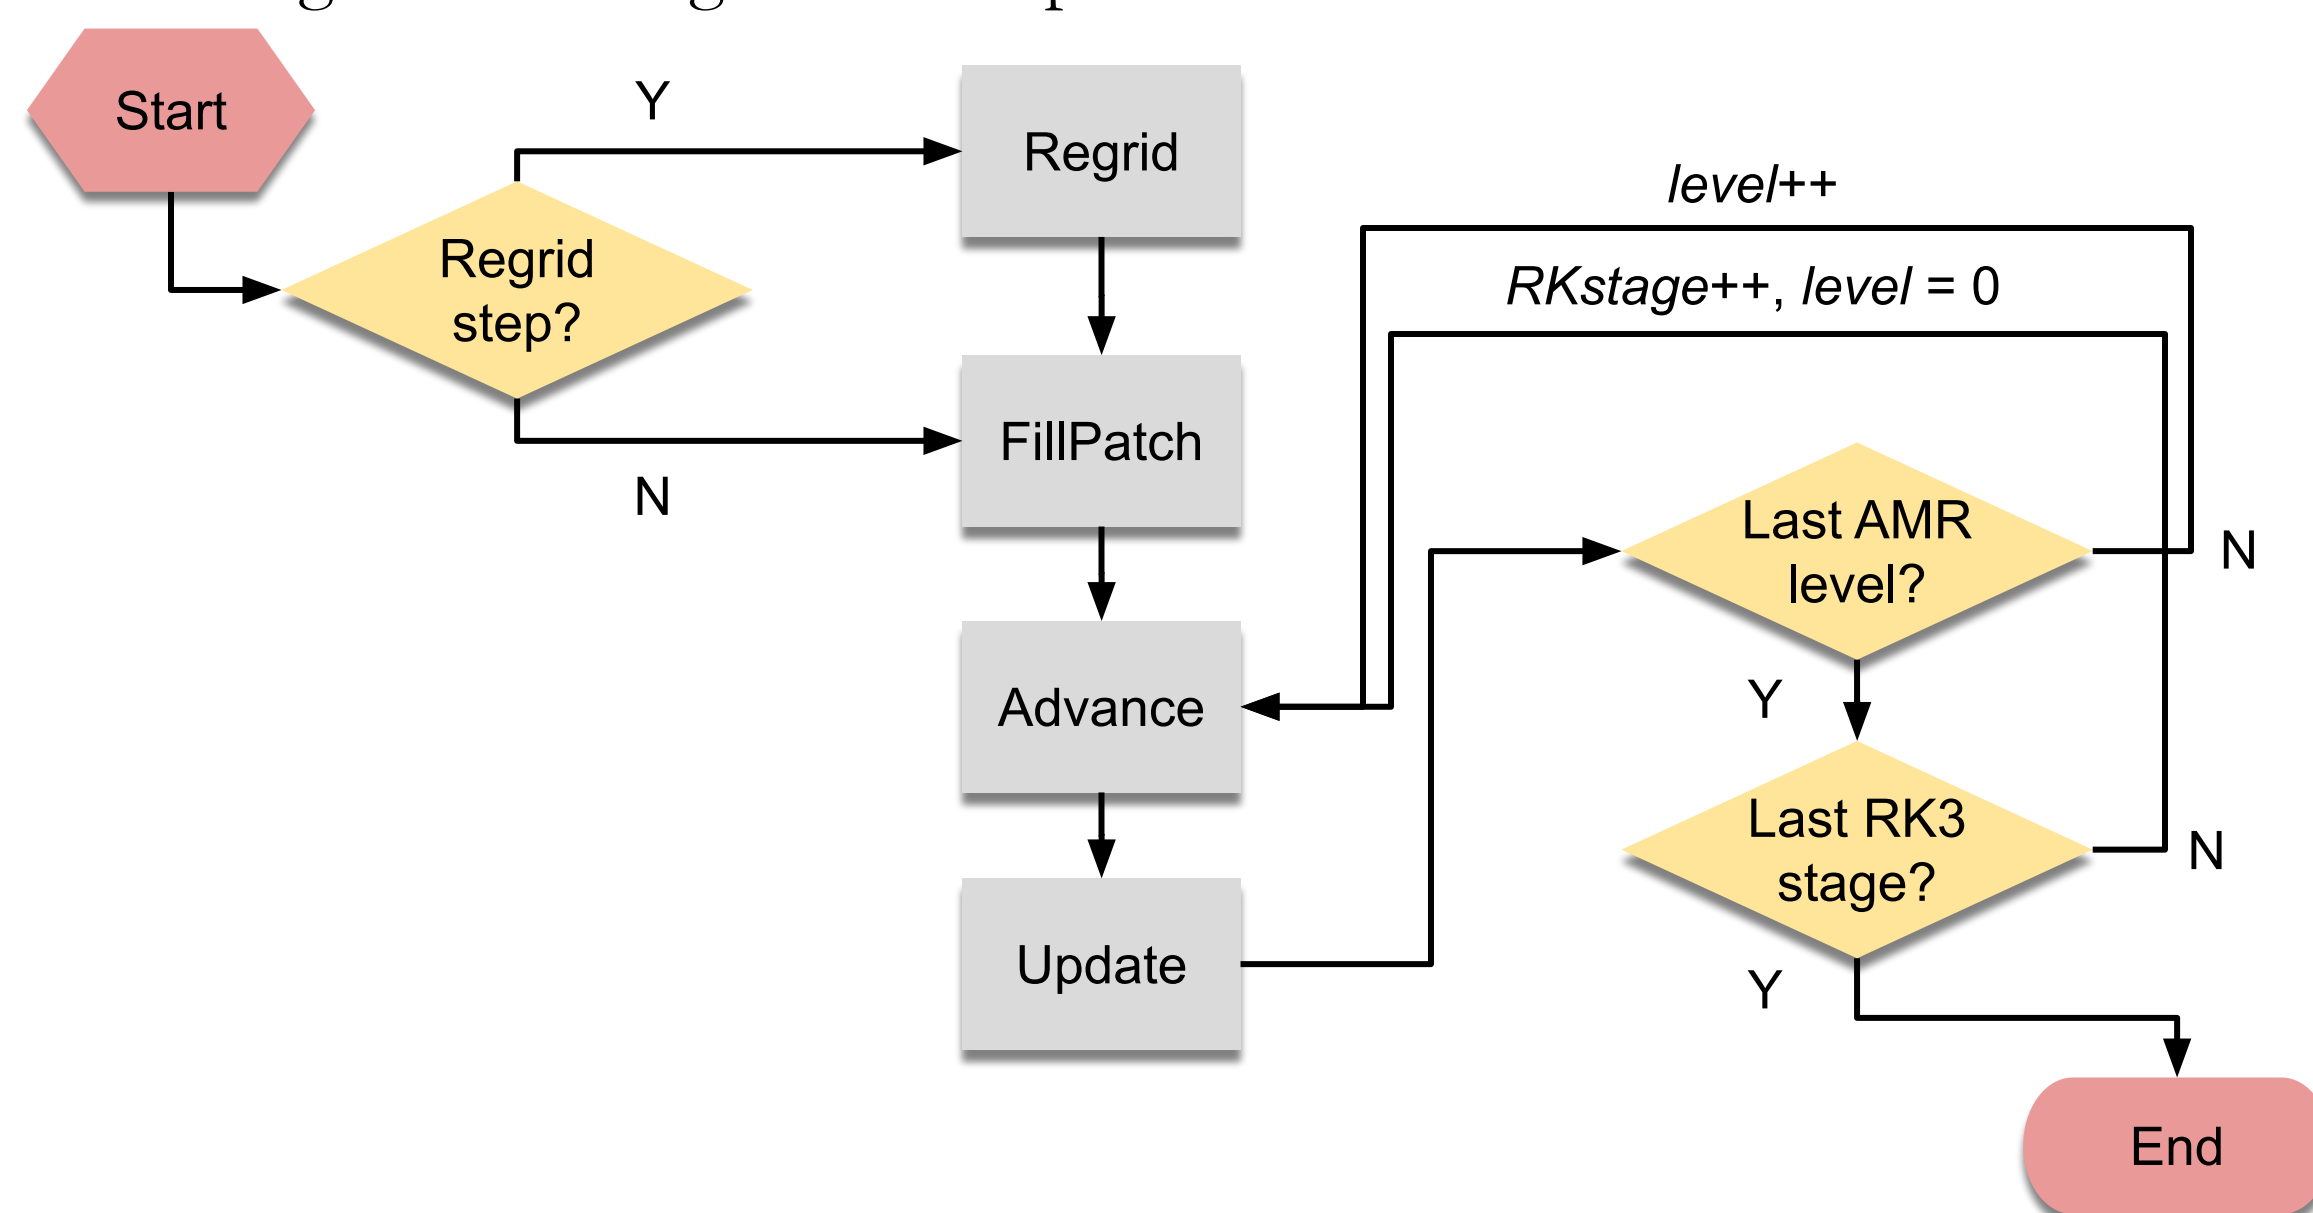 Start
Y
Regrid
step?
N
Regrid
FillPatch
Advance
Update
level++
RKstage++, level = 0
Last AMR
level?
N
Y
Last RK3
stage?
N
Y
End